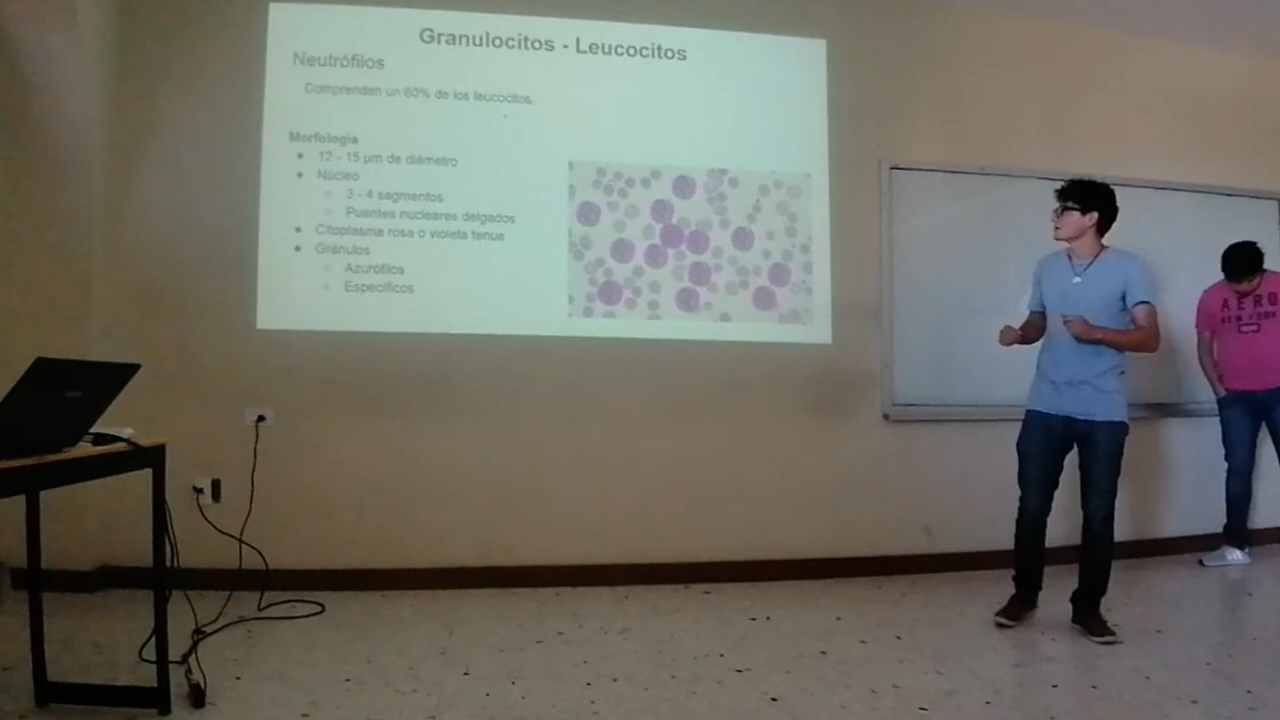 Granulocitos - Leucocitos
Neutrófilos
Comprenden un 60% de los leucocitos.
Morfología
12 - 15 µm de diámetro
Núcleo
3 - 4 segmentos
Puentes nucleares delgados
Citoplasma rosa o violeta tenue
Gránulos
Azurófilos
Específicos
AERO
NEW YORK